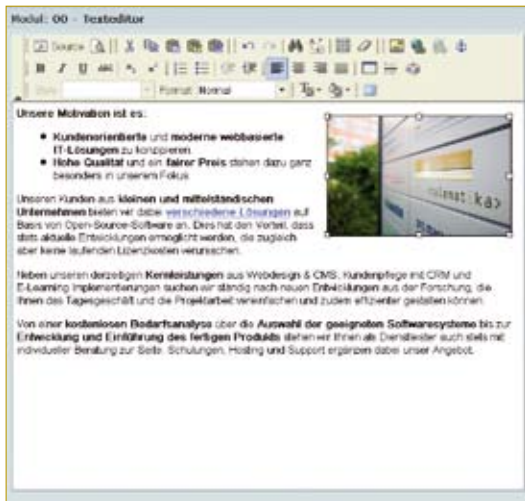 Modul: 00 - Texteditor
Source
Style
Format Normal
Unsere Motivation ist es:
Kundenorientierte und moderne webbasierte
IT-Lösungen zu konzipieren.
Hohe Qualität und ein fairer Preis stehen dazu ganz
besonders in unserem Fokus.
Unseren Kunden aus kleinen und mittelständischen
Unternehmen bieten wir dabei verschiedene Lösungen auf
Basis von Open-Source-Software an. Dies hat den Vorteil, dass
stets aktuelle Entwicklungen ermöglicht werden, die zugleich
aber keine laufenden Lizenzkosten verursachen.
Neben unseren derzeitigen Kernleistungen aus Webdesign & CMS, Kundenpflege mit CRM und
E-Learning Implementierungen suchen wir ständig nach neuen Entwicklungen aus der Forschung, die
Ihnen das Tagesgeschäft und die Projektarbeit vereinfachen und zudem effizienter gestalten können.
Von einer kostenlosen Bedarfsanalyse über die Auswahl der geeigneten Softwaresysteme bis zur
Entwicklung und Einführung des fertigen Produkts stehen wir Ihnen als Dienstleister auch stets mit
individueller Beratung zur Seite. Schulungen, Hosting und Support ergänzen dabei unser Angebot.